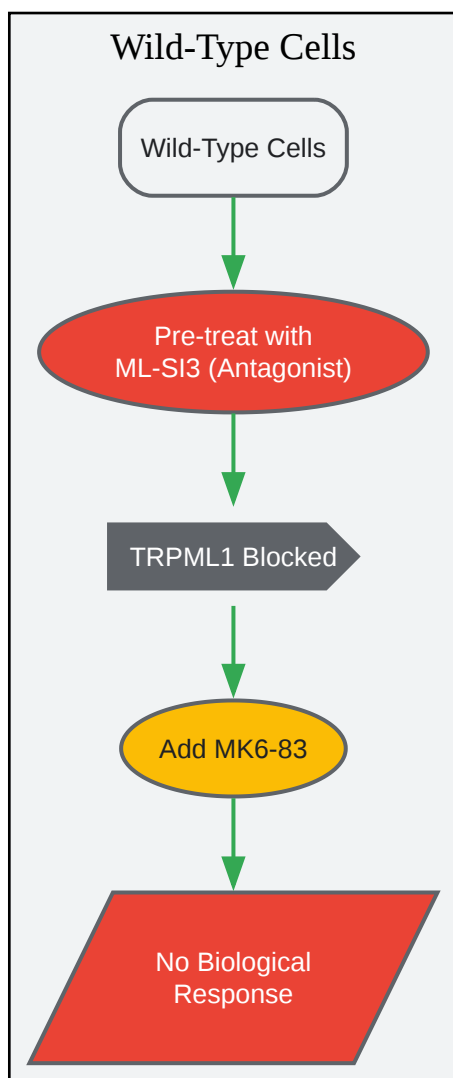 Wild-Type Cells
Wild-Type Cells
Pre-treat with
ML-SI3 (Antagonist)
TRPML1 Blocked
Add MK6-83
No Biological
Response